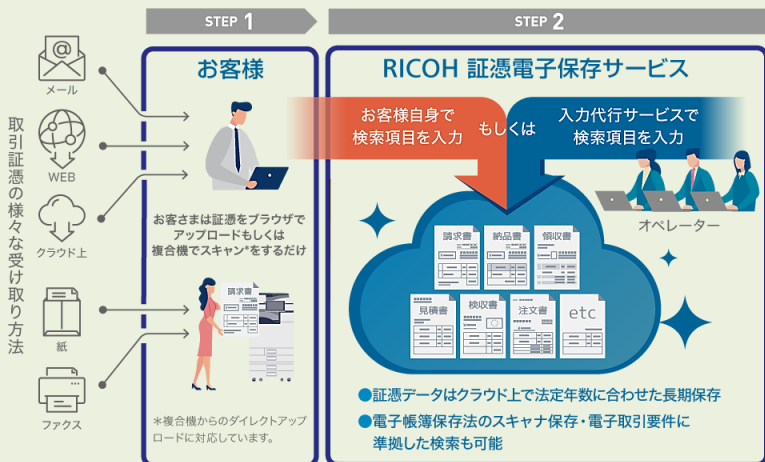 STEP 1
STEP 2
取引証憑の様々な受け取り方法
メール
WEB
クラウド上
紙
ファクス
お客様
お客さまは証憑をブラウザで
アップロードもしくは
複合機でスキャン*をするだけ
請求書
＊複合機からのダイレクトアップ
ロードに対応しています。
RICOH 証憑電子保存サービス
お客様自身で
検索項目を入力
もしくは
入力代行サービスで
検索項目を入力
オペレーター
請求書
納品書
領収書
見積書
検収書
注文書
etc
●証憑データはクラウド上で法定年数に合わせた長期保存
●電子帳簿保存法のスキャナ保存・電子取引要件に
準拠した検索も可能